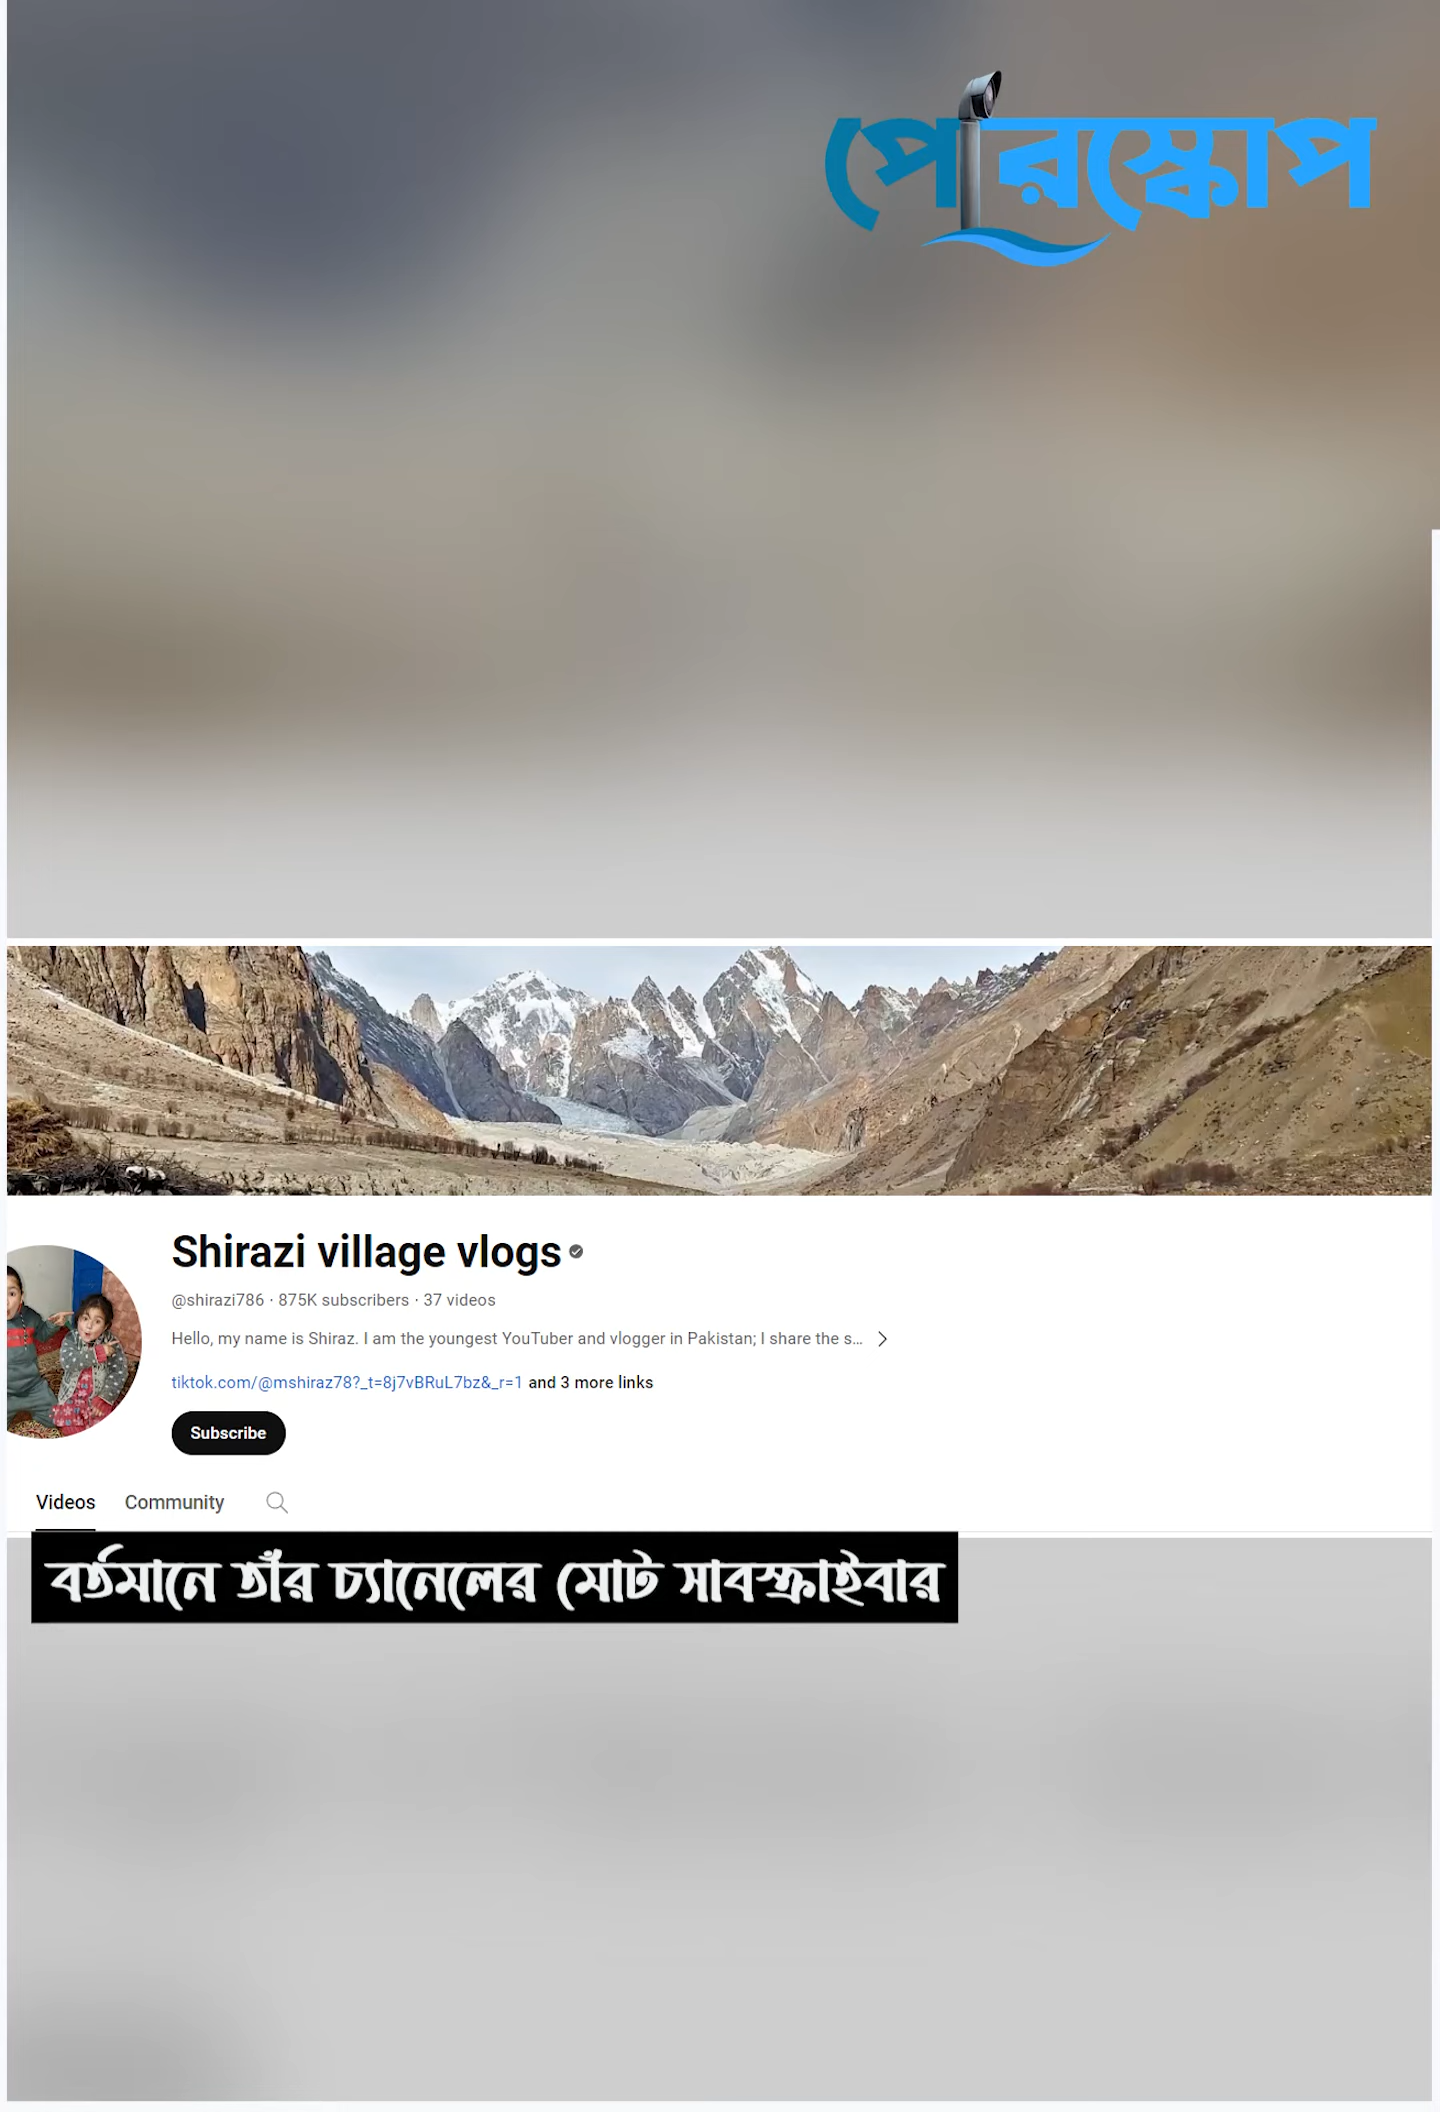 পেরিস্কোপ
Shirazi village vlogs
@shirazi786 · 875K subscribers · 37 videos
Hello, my name is Shiraz. I am the youngest YouTuber and vlogger in Pakistan; I share the s...
tiktok.com/@mshiraz78?_t=8j7vBRuL7bz&_r=1 and 3 more links
Subscribe
Videos Community
বর্তমানে তাঁর চ্যানেলের মোট সাবস্ক্রাইবার